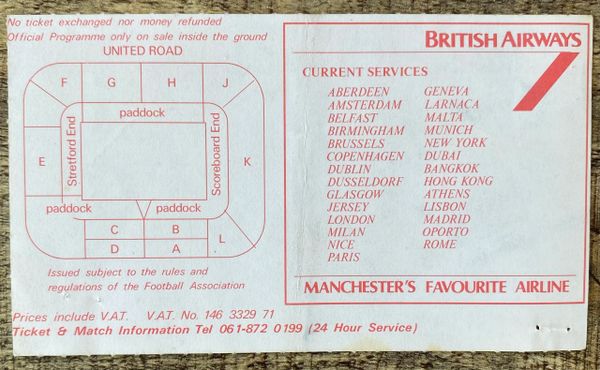 No ticket exchanged nor money refunded
Official Programme only on sale inside the ground
UNITED ROAD
F G H J
paddock
Stretford End
Scoreboard End
E
K
paddock paddock
C B
D A
L
Issued subject to the rules and
regulations of the Football Association
Prices include V.A.T. V.A.T. No. 146 3329 71
Ticket & Match Information Tel 061-872 0199 (24 Hour Service)
BRITISH AIRWAYS
CURRENT SERVICES
ABERDEEN GENEVA
AMSTERDAM LARNACA
BELFAST MALTA
BIRMINGHAM MUNICH
BRUSSELS NEW YORK
COPENHAGEN DUBAI
DUBLIN BANGKOK
DUSSELDORF HONG KONG
GLASGOW ATHENS
JERSEY LISBON
LONDON MADRID
MILAN OPORTO
NICE ROME
PARIS
MANCHESTER'S FAVOURITE AIRLINE